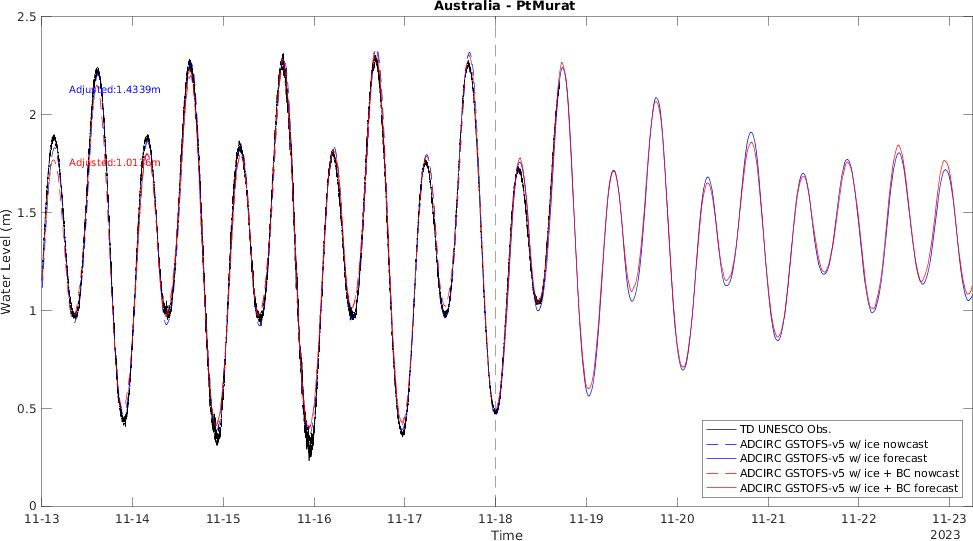 Australia - PtMurat
2.5
2
1.5
1
0.5
0
Water Level (m)
Adjusted:1.4339m
TD UNESCO Obs.
ADCIRC GSTOFS-v5 w/ ice nowcast
ADCIRC GSTOFS-v5 w/ ice forecast
ADCIRC GSTOFS-v5 w/ ice + BC nowcast
ADCIRC GSTOFS-v5 w/ ice + BC forecast
11-13 11-14 11-15 11-16 11-17 11-18 11-19 11-20 11-21 11-22 11-23
2023
Time